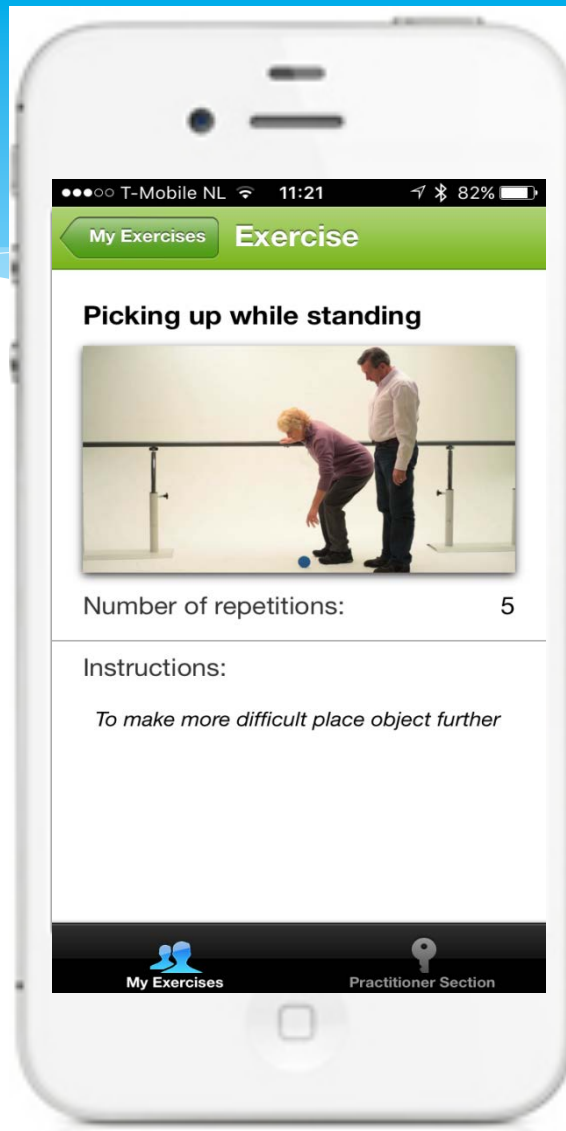 T-Mobile NL 11:21 82%
My Exercises Exercise
Picking up while standing
Number of repetitions: 5
Instructions:
To make more difficult place object further
My Exercises Practitioner Section